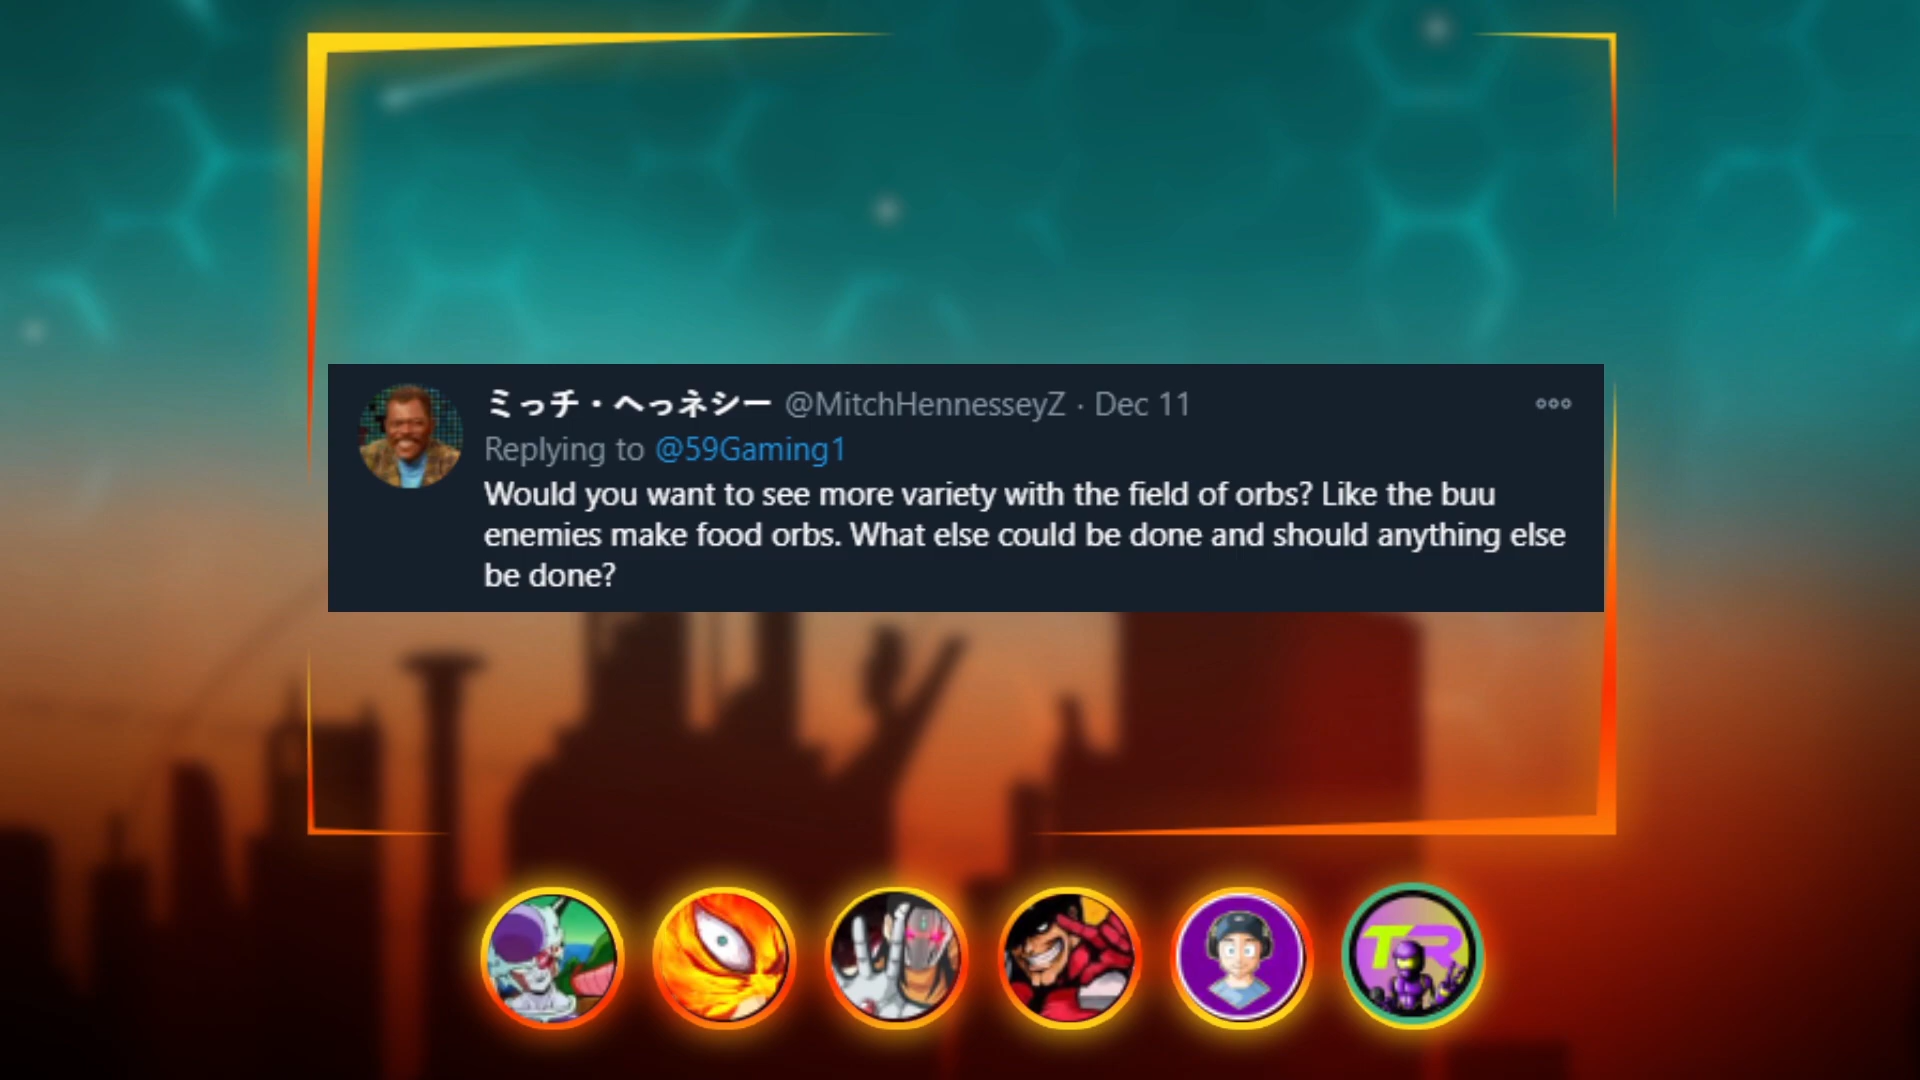 ミっチ・へっネシー @MitchHennesseyZ · Dec 11
Replying to @59Gaming1
Would you want to see more variety with the field of orbs? Like the buu
enemies make food orbs. What else could be done and should anything else
be done?
TR